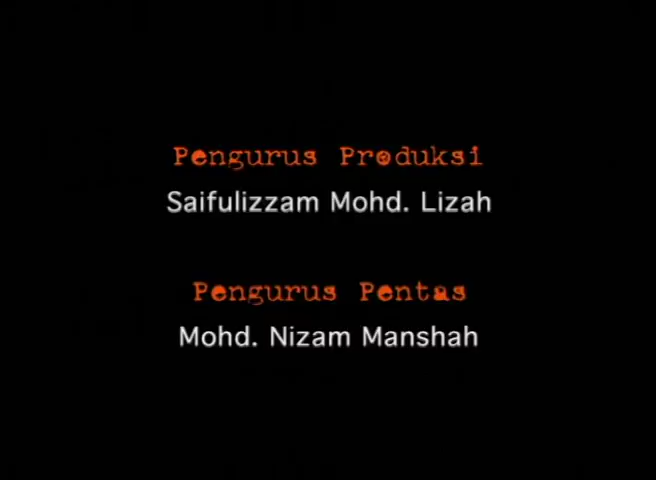 Pengurus Produksi
Saifulizzam Mohd. Lizah
Pengurus Pentas
Mohd. Nizam Manshah